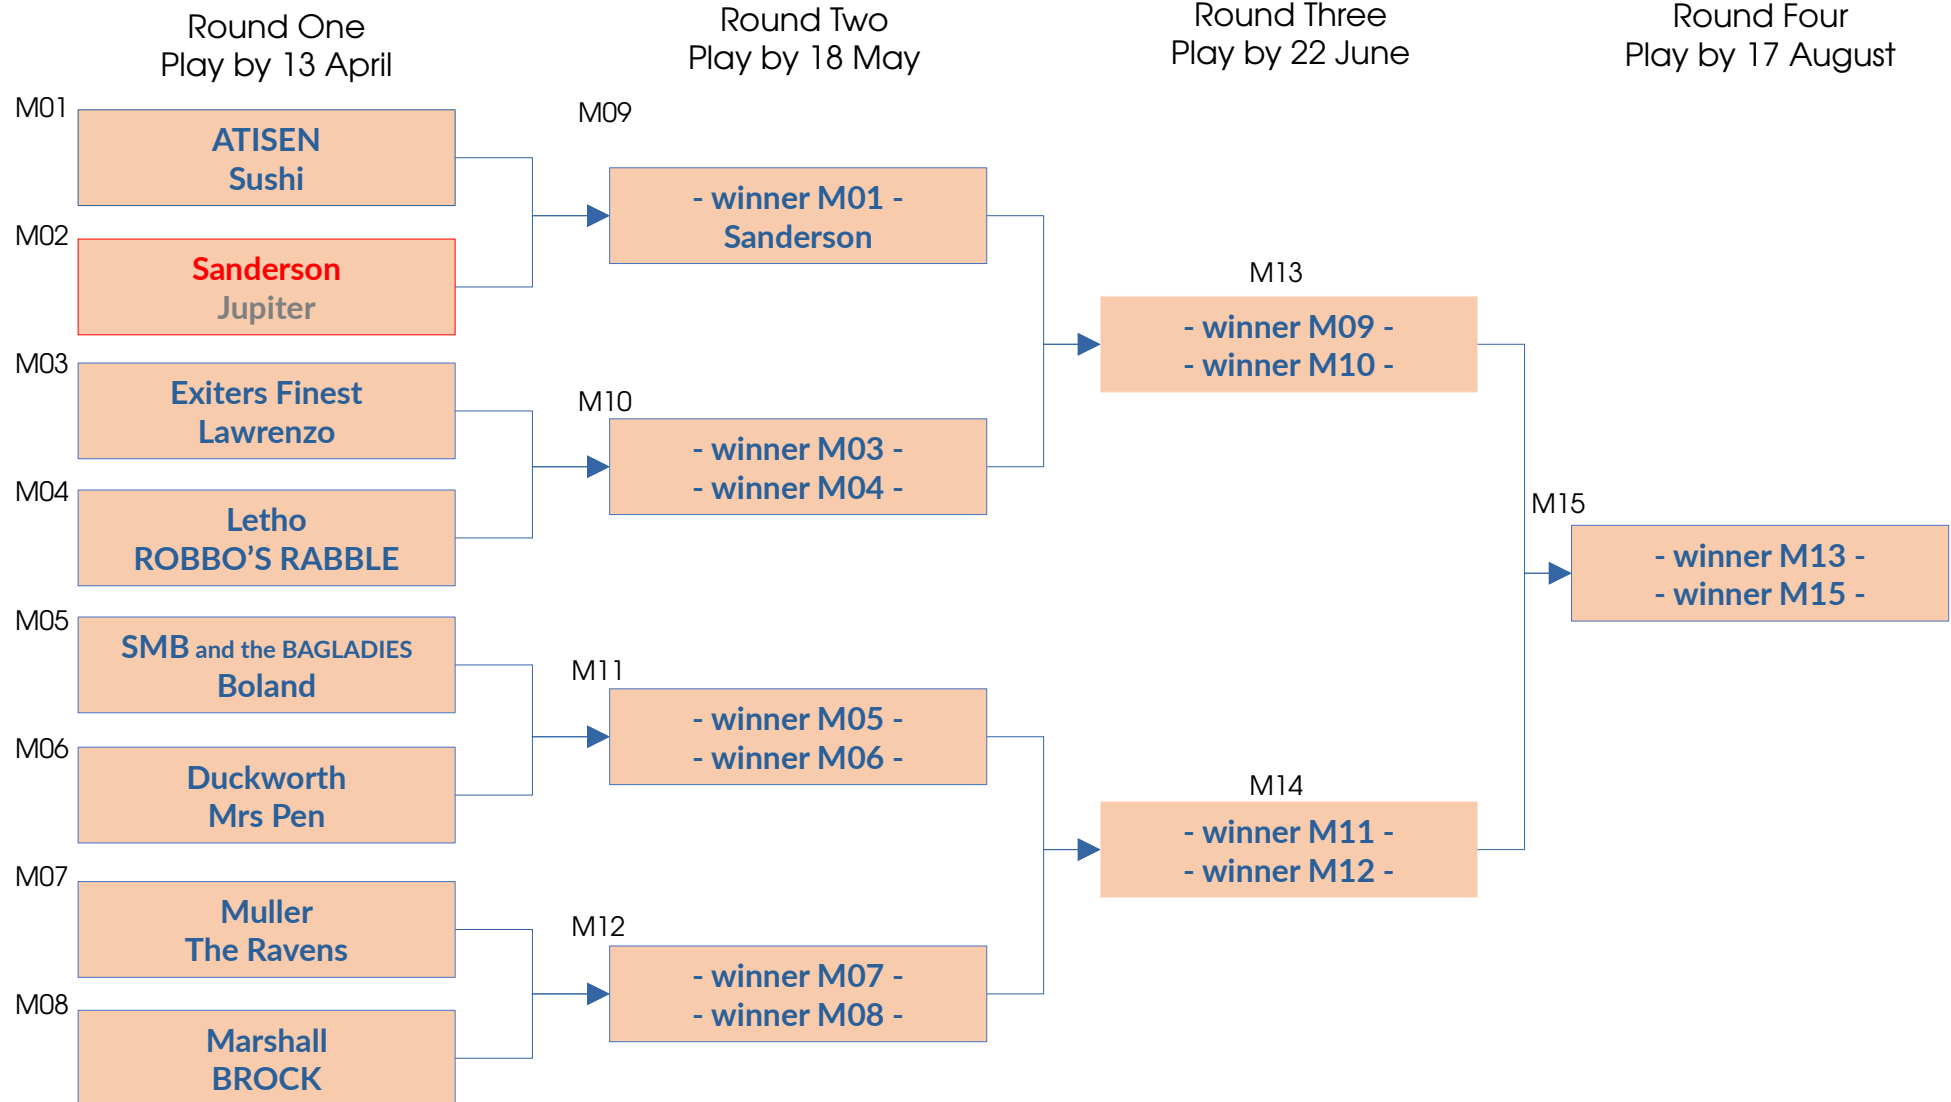 Round One
Play by 13 April
Round Two
Play by 18 May
Round Three
Play by 22 June
Round Four
Play by 17 August
M01
ATISEN
Sushi
M02
Sanderson
Jupiter
M03
Exiters Finest
Lawrenzo
M04
Letho
ROBBO’S RABBLE
M05
SMB and the BAGLADIES
Boland
M06
Duckworth
Mrs Pen
M07
Muller
The Ravens
M08
Marshall
BROCK
M09
- winner M01 -
Sanderson
M10
- winner M03 -
- winner M04 -
M11
- winner M05 -
- winner M06 -
M12
- winner M07 -
- winner M08 -
M13
- winner M09 -
- winner M10 -
M14
- winner M11 -
- winner M12 -
M15
- winner M13 -
- winner M15 -